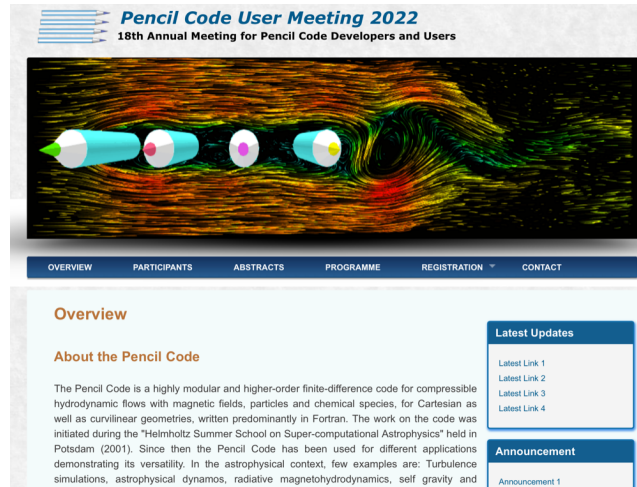 Pencil Code User Meeting 2022
18th Annual Meeting for Pencil Code Developers and Users
OVERVIEW PARTICIPANTS ABSTRACTS PROGRAMME REGISTRATION CONTACT
Overview
About the Pencil Code
The Pencil Code is a highly modular and higher-order finite-difference code for compressible
hydrodynamic flows with magnetic fields, particles and chemical species, for Cartesian as
well as curvilinear geometries, written predominantly in Fortran. The work on the code was
initiated during the "Helmholtz Summer School on Super-computational Astrophysics" held in
Potsdam (2001). Since then the Pencil Code has been used for different applications
demonstrating its versatility. In the astrophysical context, few examples are: Turbulence
simulations, astrophysical dynamos, radiative magnetohydrodynamics, self gravity and
Latest Updates
Latest Link 1
Latest Link 2
Latest Link 3
Latest Link 4
Announcement
Announcement 1